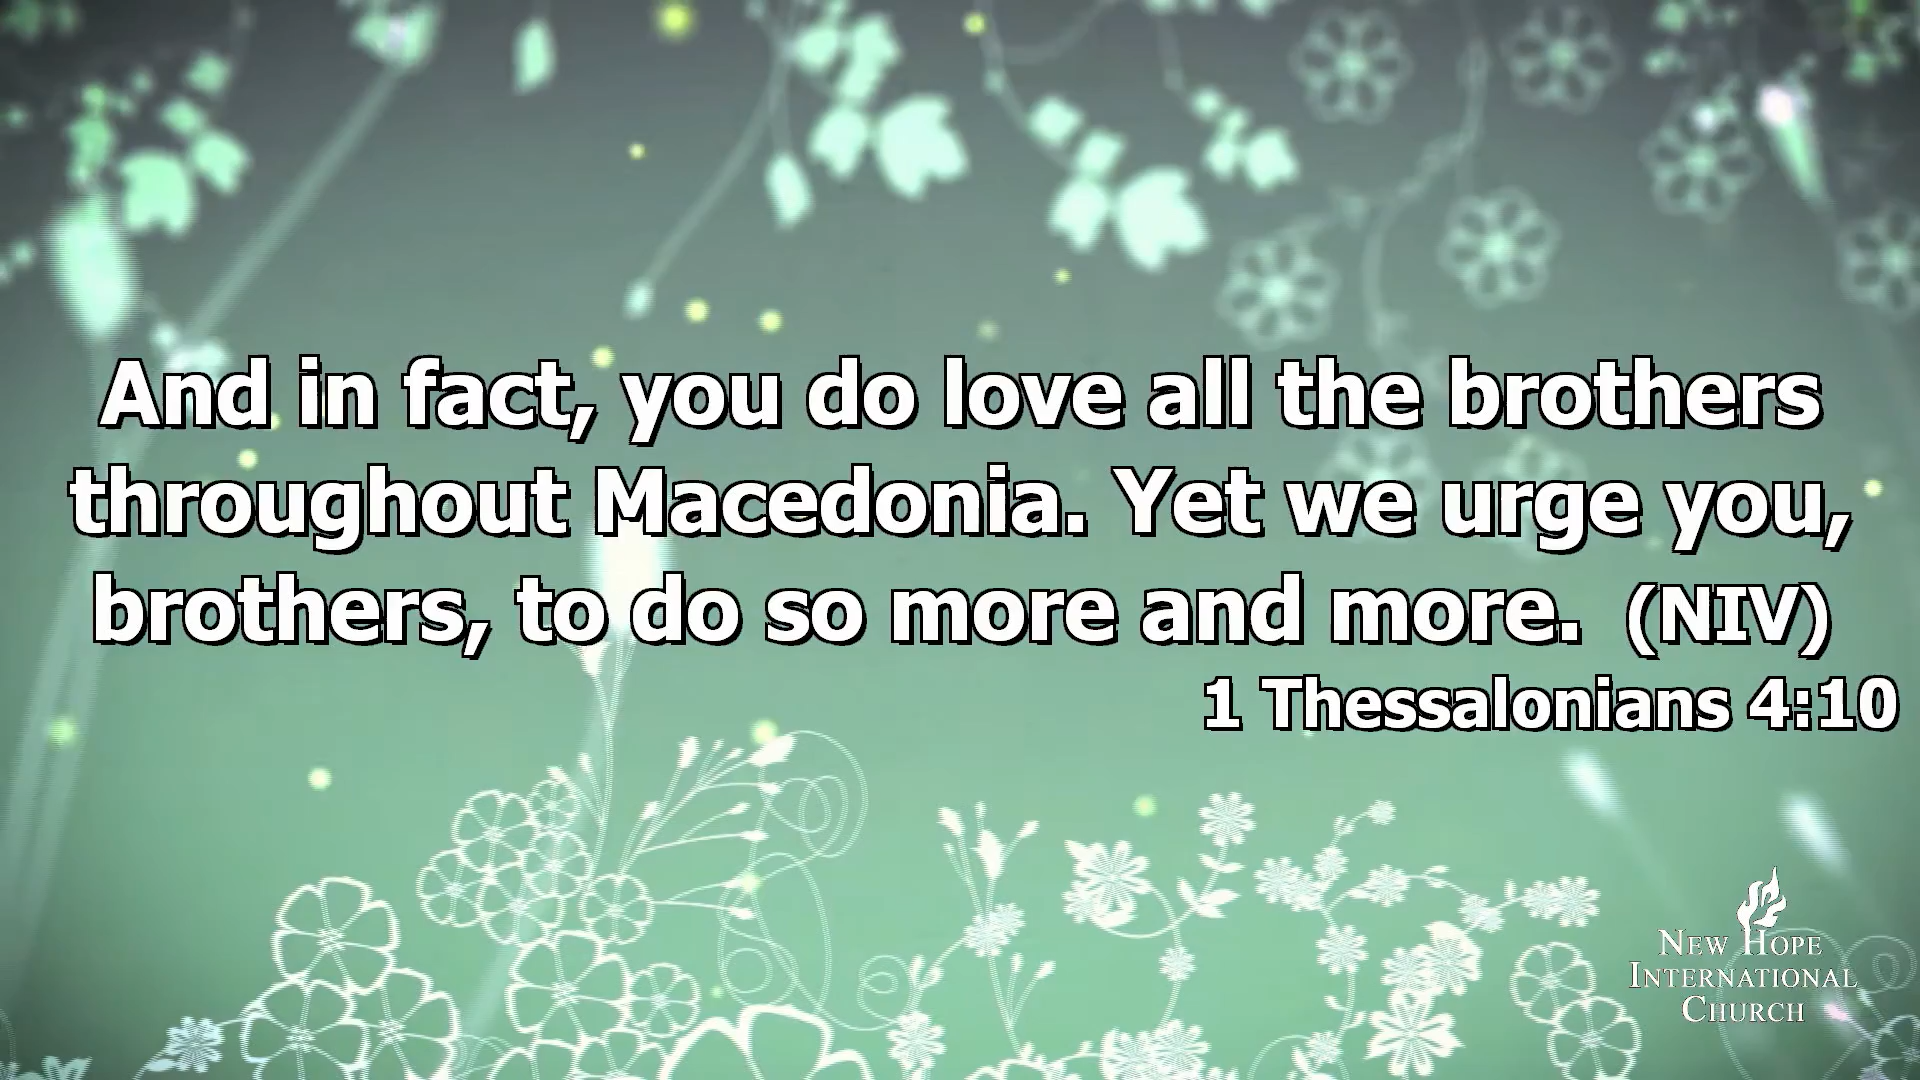 And in fact, you do love all the brothers
throughout Macedonia. Yet we urge you,
brothers, to do so more and more.  (NIV)
1 Thessalonians 4:10
New Hope
International
Church